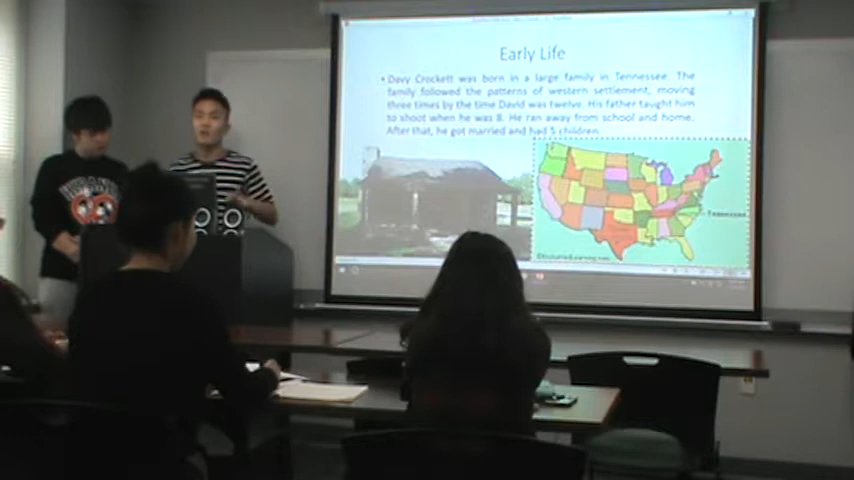 Early Life
• Davy Crockett was born in a large family in Tennessee. The
family followed the patterns of western settlement, moving
three times by the time David was twelve. His father taught him
to shoot when he was 8. He ran away from school and home.
After that, he got married and had 5 children.
Tennessee